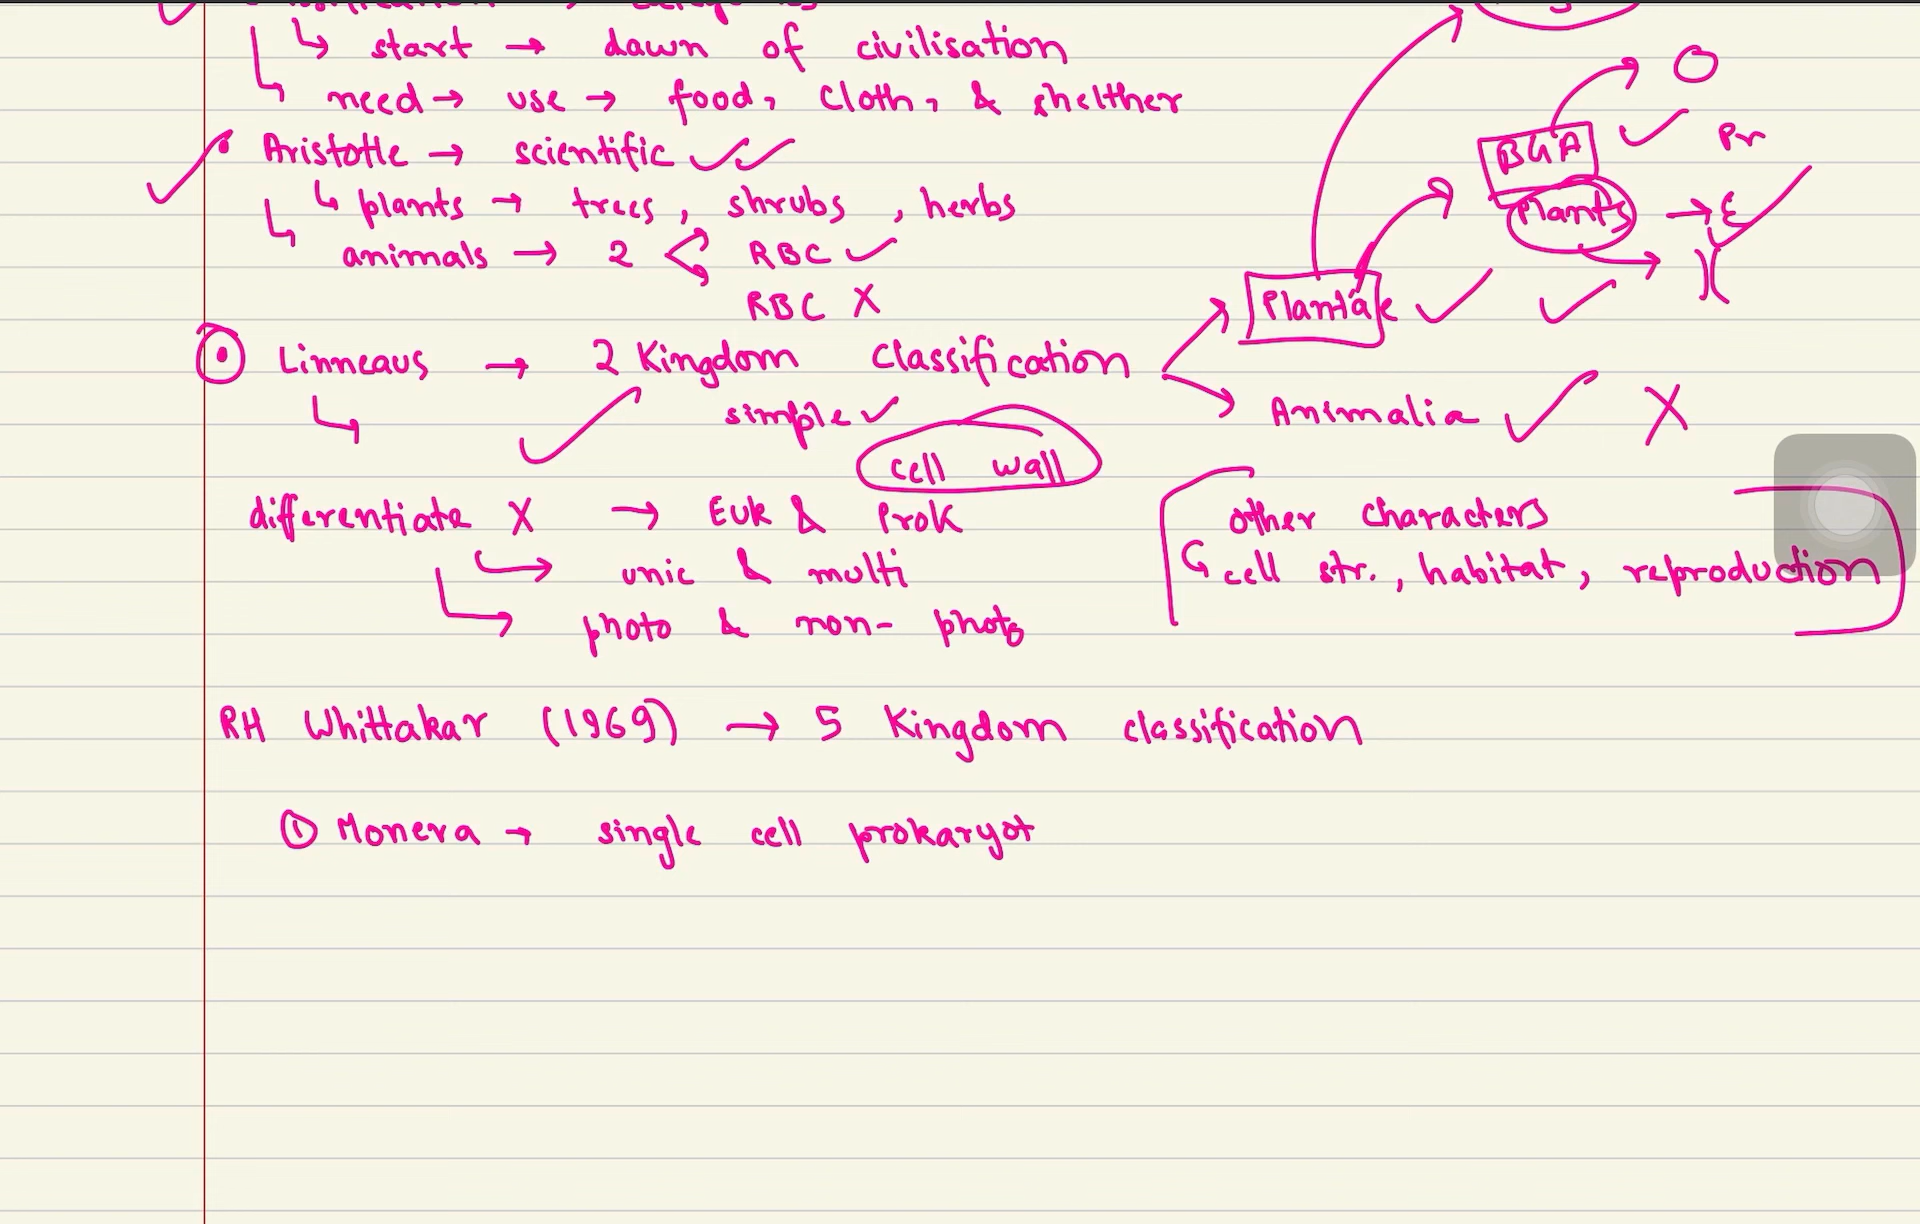 start → dawn of civilisation
need → use → food, cloth, & shelther
Aristotle → scientific
plants → trees, shrubs, herbs
animals → 2 RBC ✓
RBC X
BGA ✓ Pr
Plants → E
Plantae ✓
Linneaus → 2 Kingdom classification
simple ✓
Animalia ✓ X
cell wall
differentiate X → Euk & Prok
unic & multi
photo & non- photo
other characters
cell str., habitat, reproduction
RH Whittakar (1969) → 5 Kingdom classification
① Monera → single cell prokaryot